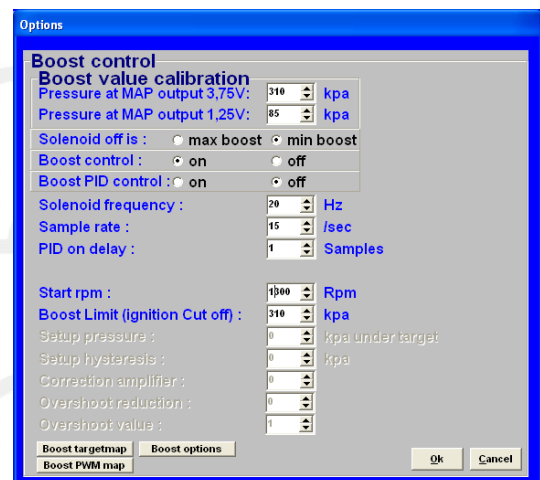 Options
Boost control
Boost value calibration
Pressure at MAP output 3,75V: 310 kpa
Pressure at MAP output 1,25V: 85 kpa
Solenoid off is : max boost min boost
Boost control : on off
Boost PID control : on off
Solenoid frequency : 20 Hz
Sample rate : 15 /sec
PID on delay : 1 Samples
Start rpm : 1300 Rpm
Boost Limit (ignition Cut off) : 310 kpa
Setup pressure : 0 kpa under target
Setup hysteresis : 0 kpa
Correction amplifier : 0
Overshoot reduction : 0
Overshoot value : 1
Boost targetmap Boost options
Boost PWM map Ok Cancel